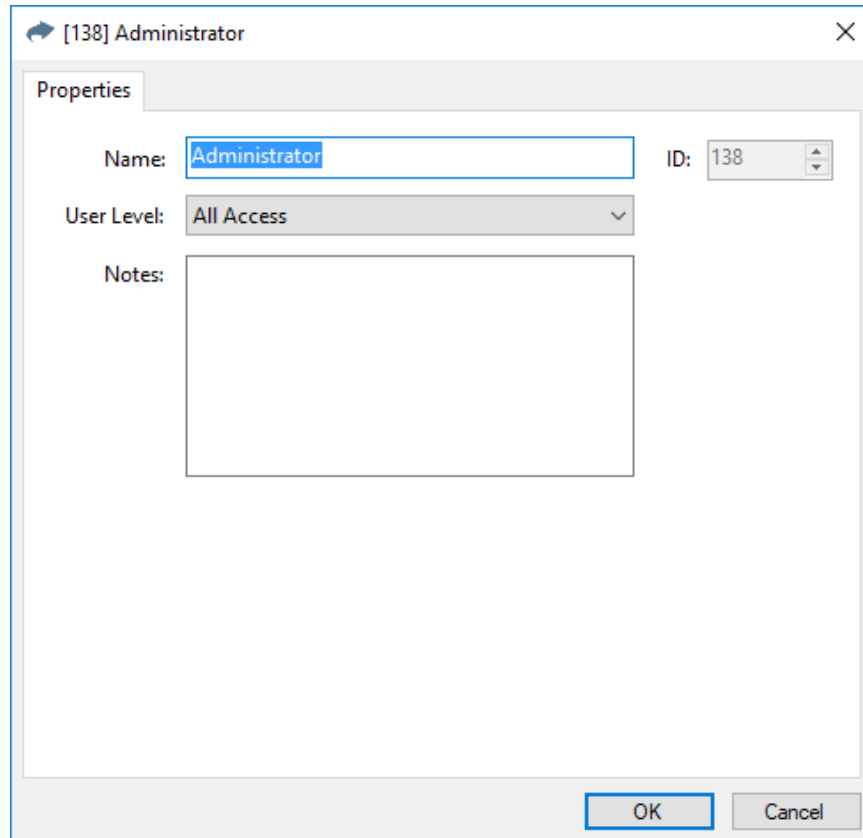 [138] Administrator
Properties
Name: Administrator ID: 138
User Level: All Access
Notes:
OK Cancel